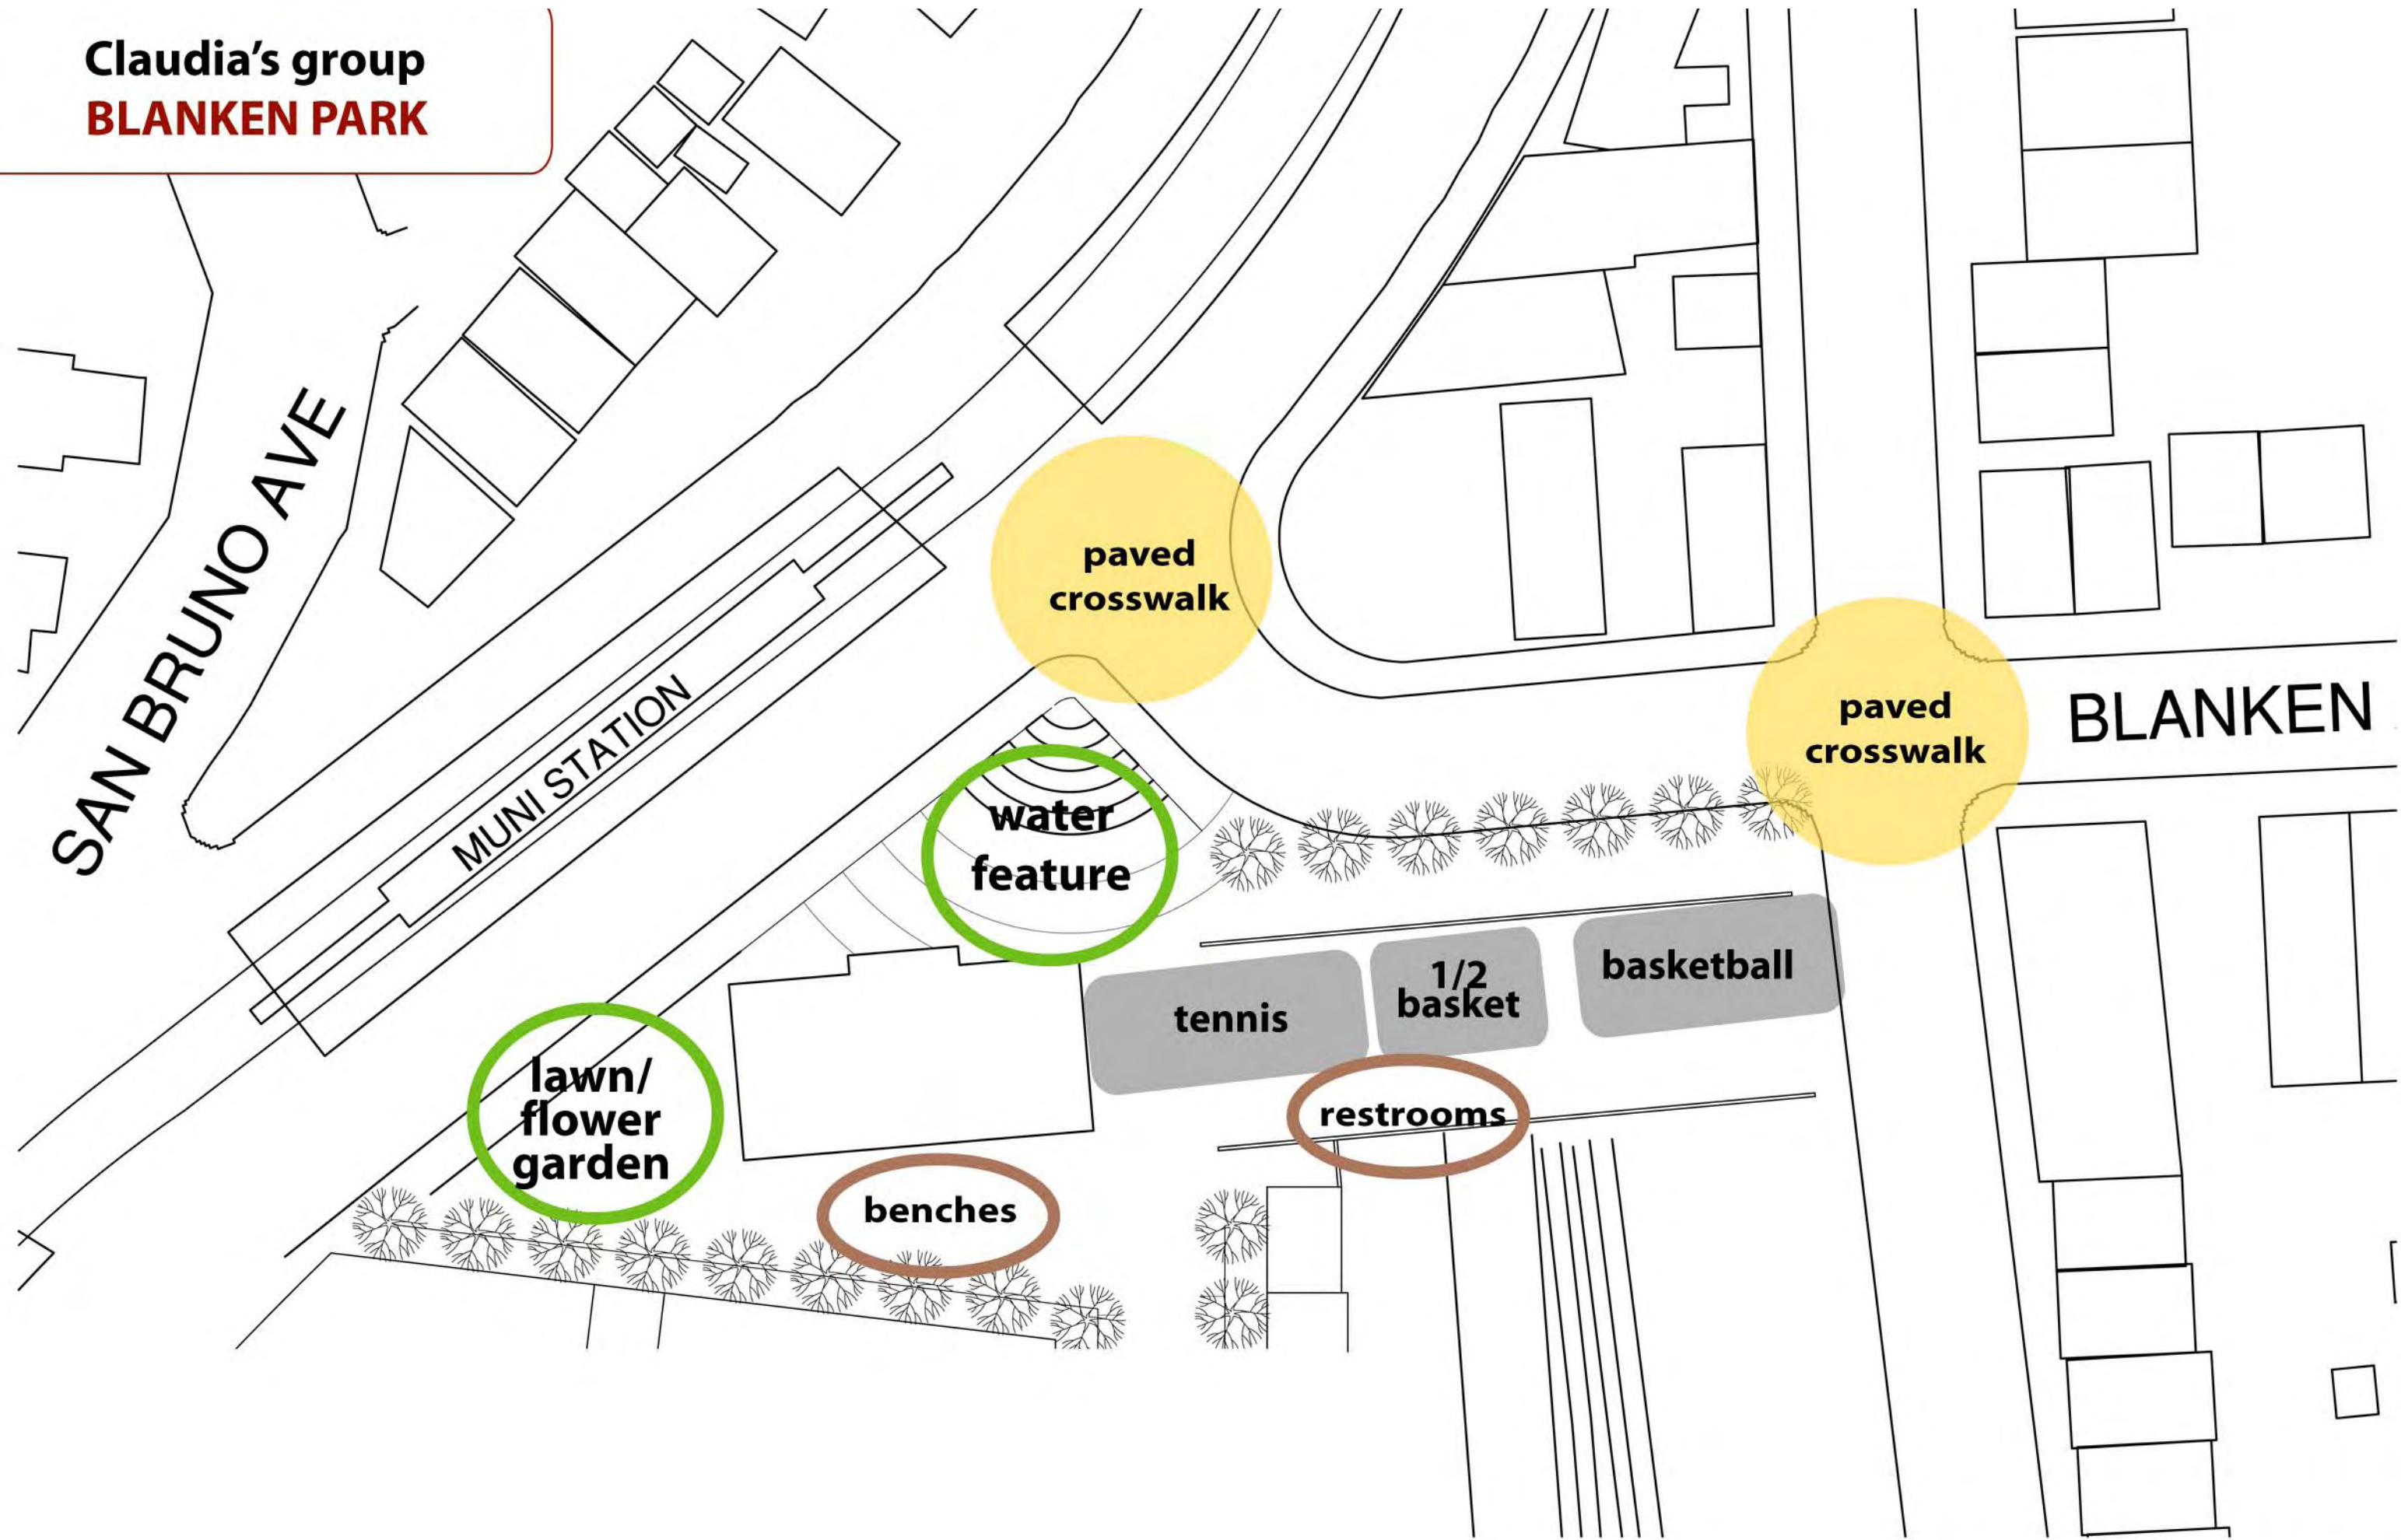 Claudia’s group
BLANKEN PARK
SAN BRUNO AVE
MUNI STATION
paved
crosswalk
paved
crosswalk
BLANKEN
water
feature
tennis
1/2
basket
basketball
restrooms
lawn/
flower
garden
benches